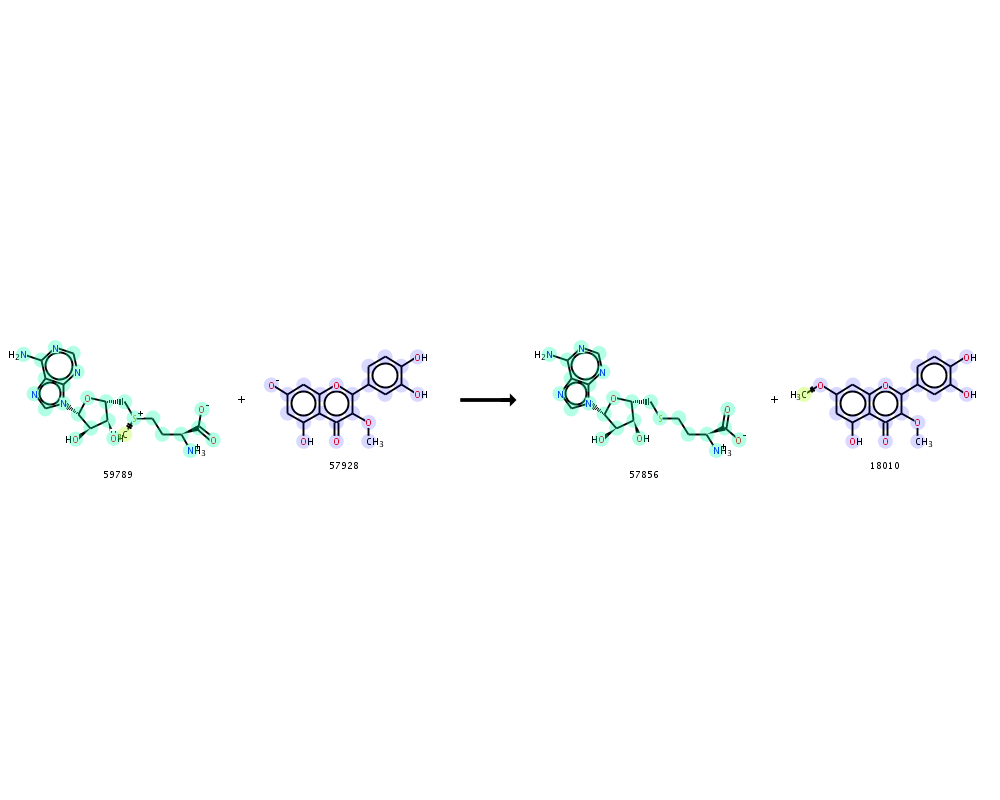 H2N N N N N O HO OH S+ C O- O NH3+
59789
+
O- O OH O O CH3 OH OH
57928
H2N N N N N O HO OH S O O- NH3+
57856
+
H3C O O OH O O CH3 OH OH
18010